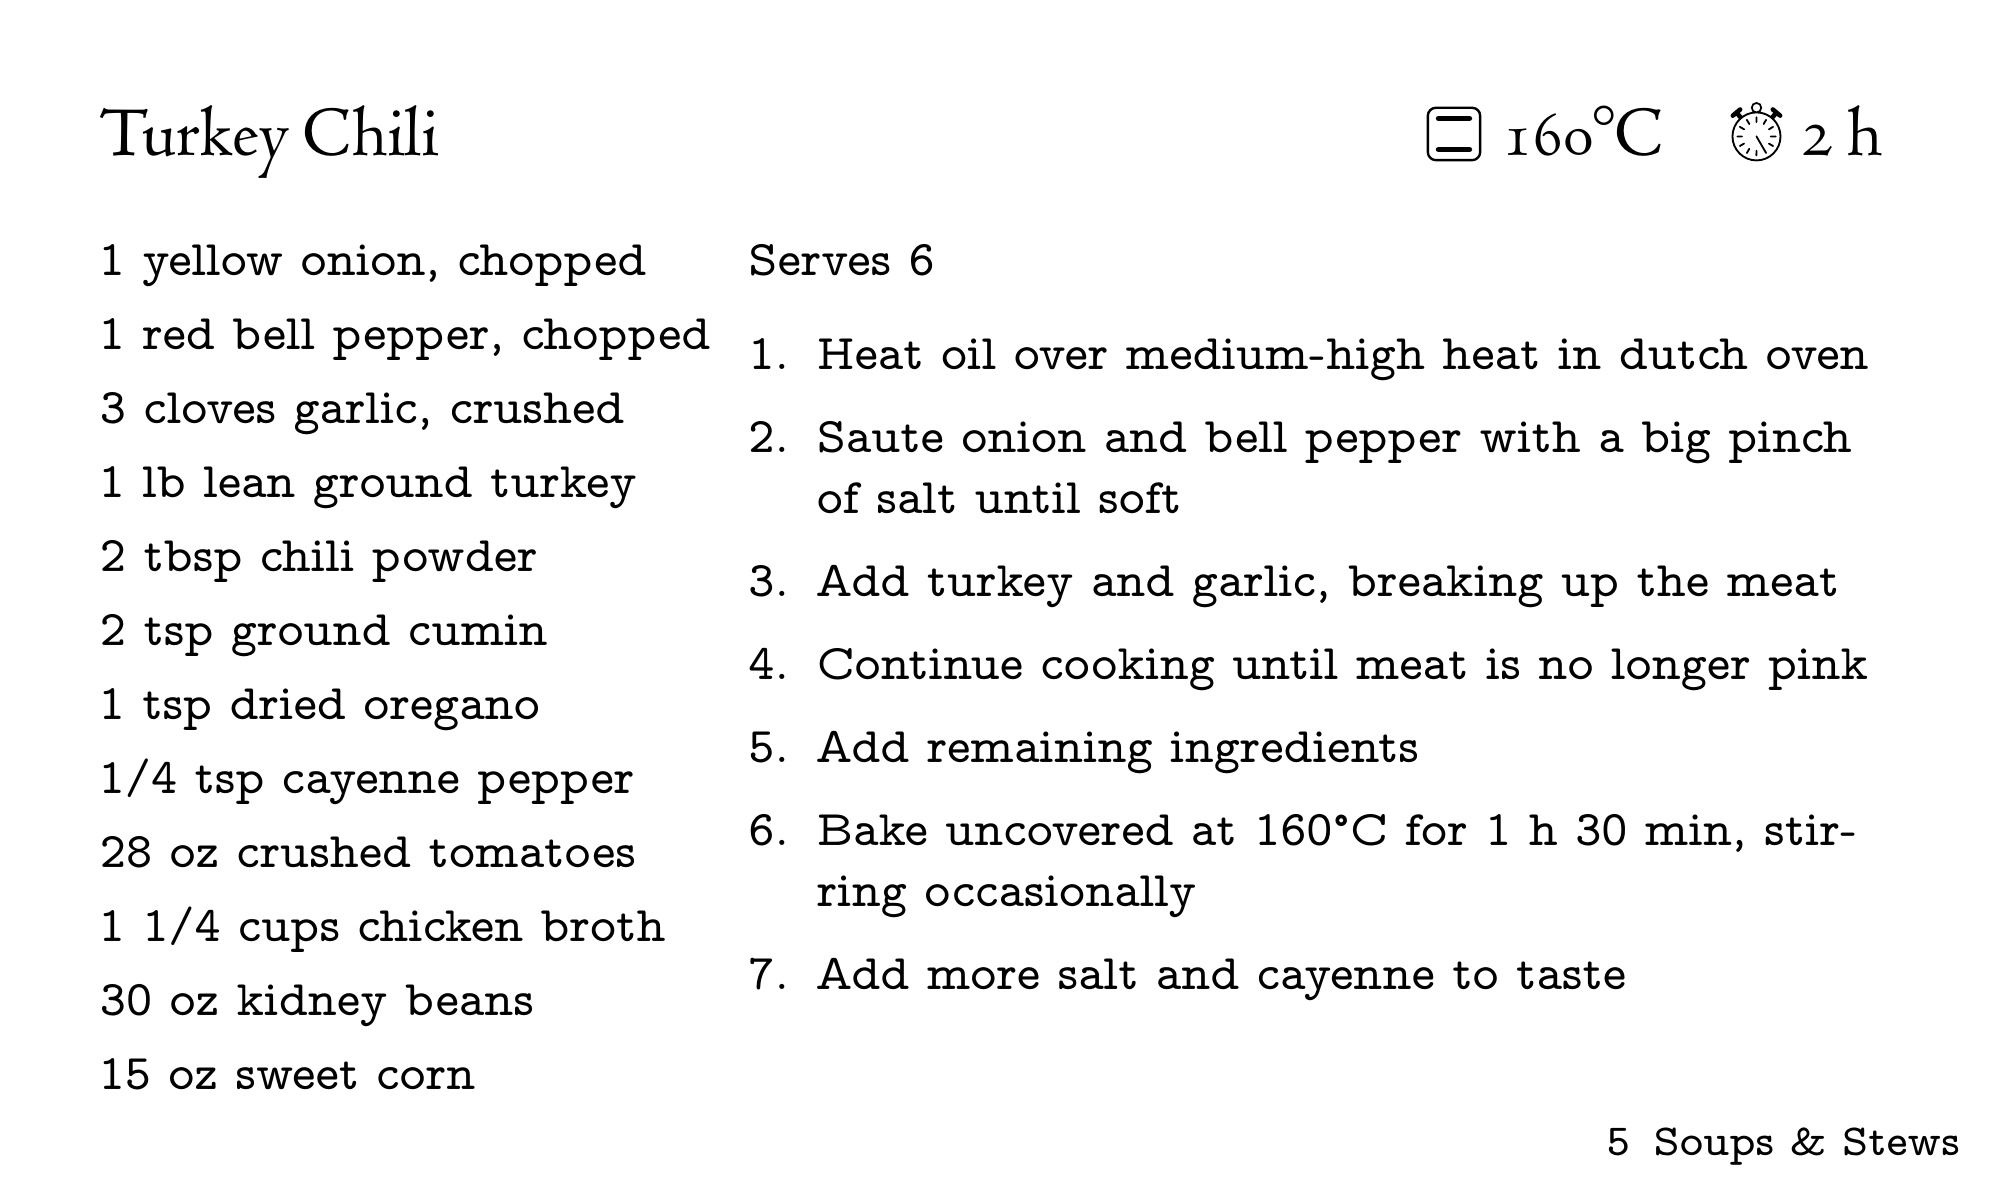 Turkey Chili
160°C 2 h
1 yellow onion, chopped
1 red bell pepper, chopped
3 cloves garlic, crushed
1 lb lean ground turkey
2 tbsp chili powder
2 tsp ground cumin
1 tsp dried oregano
1/4 tsp cayenne pepper
28 oz crushed tomatoes
1 1/4 cups chicken broth
30 oz kidney beans
15 oz sweet corn
Serves 6
1. Heat oil over medium-high heat in dutch oven
2. Saute onion and bell pepper with a big pinch
of salt until soft
3. Add turkey and garlic, breaking up the meat
4. Continue cooking until meat is no longer pink
5. Add remaining ingredients
6. Bake uncovered at 160°C for 1 h 30 min, stir-
ring occasionally
7. Add more salt and cayenne to taste
5 Soups & Stews